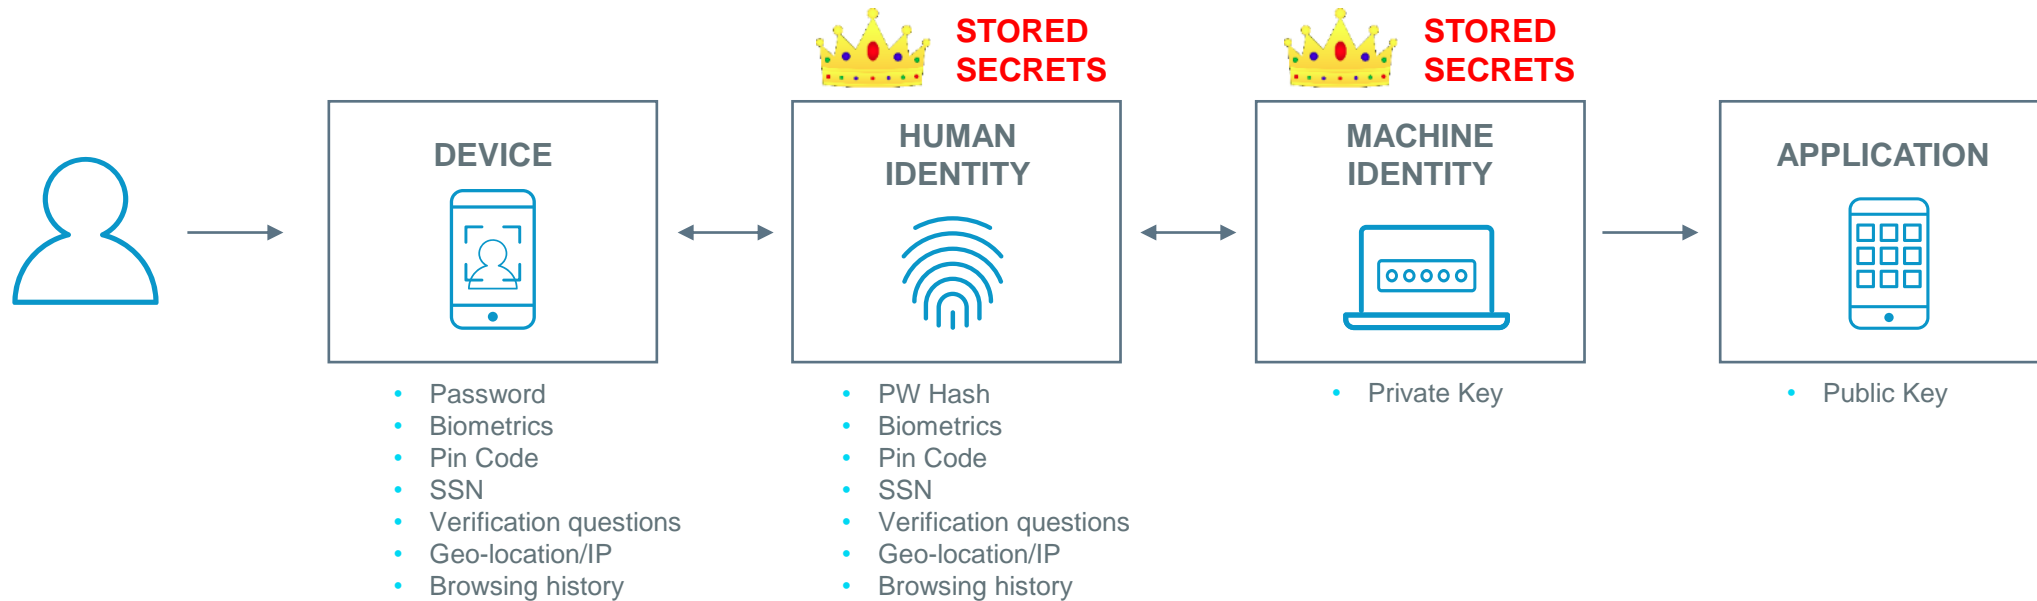 STORED
SECRETS
STORED
SECRETS
DEVICE
HUMAN
IDENTITY
MACHINE
IDENTITY
APPLICATION
• Password
• Biometrics
• Pin Code
• SSN
• Verification questions
• Geo-location/IP
• Browsing history
• PW Hash
• Biometrics
• Pin Code
• SSN
• Verification questions
• Geo-location/IP
• Browsing history
• Private Key
• Public Key